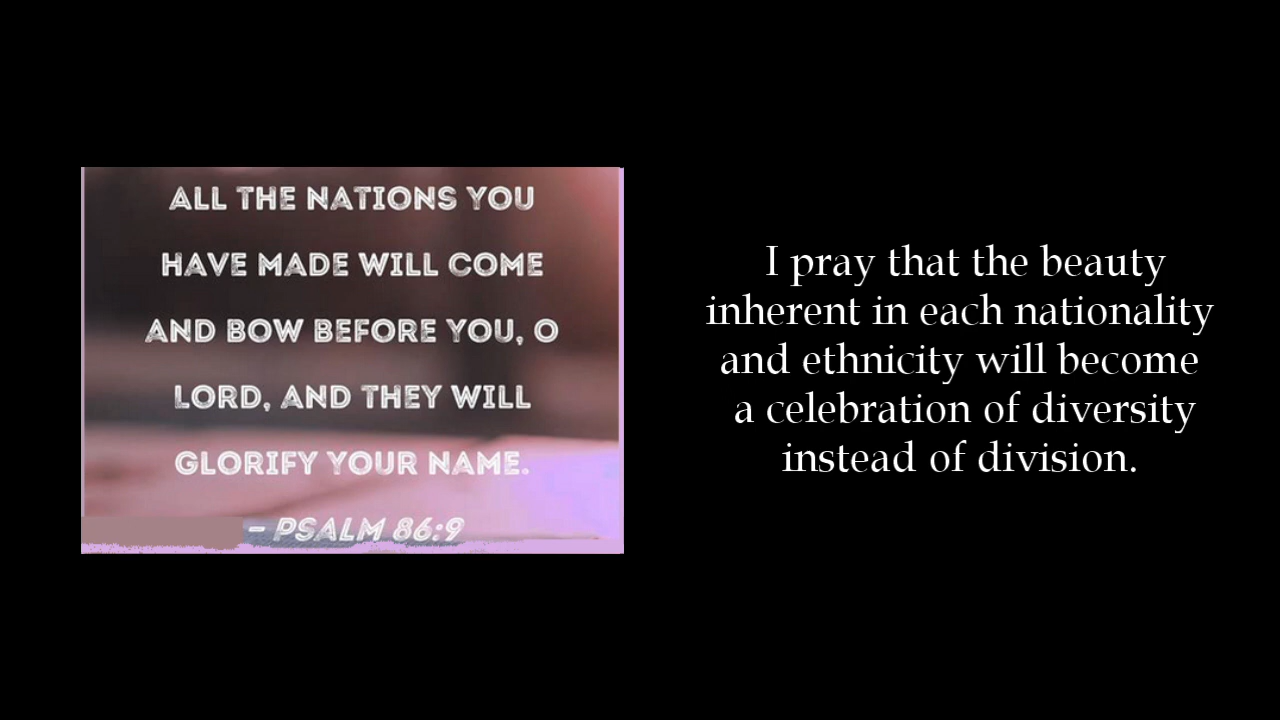 ALL THE NATIONS YOU
HAVE MADE WILL COME
AND BOW BEFORE YOU, O
LORD, AND THEY WILL
GLORIFY YOUR NAME.
– PSALM 86:9
I pray that the beauty
inherent in each nationality
and ethnicity will become
a celebration of diversity
instead of division.